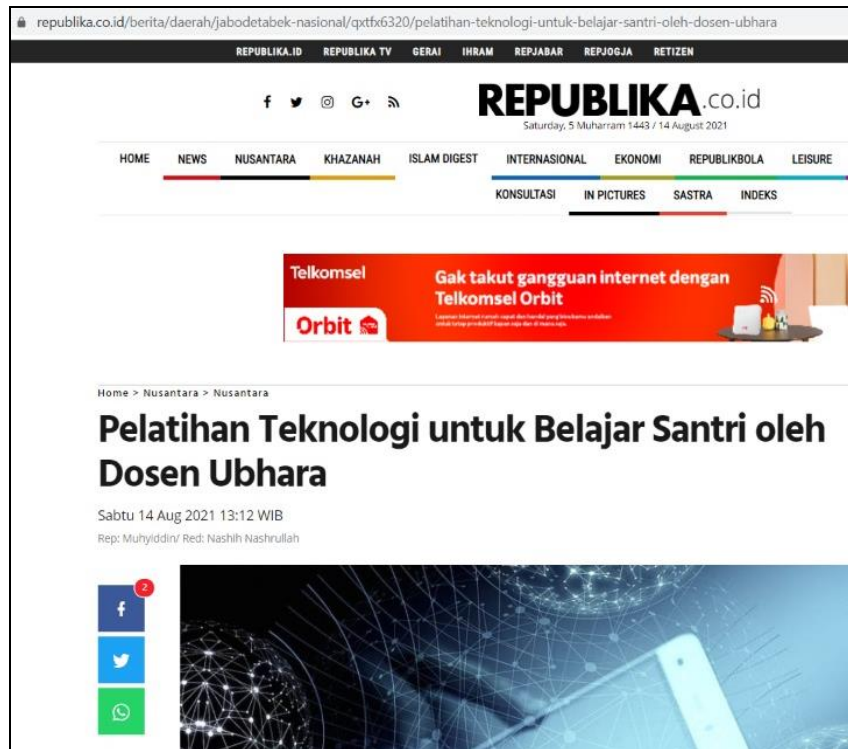 republika.co.id/berita/daerah/jabodetabek-nasional/qxtfx6320/pelatihan-teknologi-untuk-belajar-santri-oleh-dosen-ubhara
REPUBLIKA.ID REPUBLIKA TV GERAI IHRAM REPJABAR REPJOGJA RETIZEN
REPUBLIKA.co.id
Saturday, 5 Muharram 1443 / 14 August 2021
HOME NEWS NUSANTARA KHAZANAH ISLAM DIGEST INTERNASIONAL EKONOMI REPUBLIKBOLA LEISURE
KONSULTASI IN PICTURES SASTRA INDEKS
Telkomsel
Orbit
Gak takut gangguan internet dengan
Telkomsel Orbit
Home > Nusantara > Nusantara
Pelatihan Teknologi untuk Belajar Santri oleh
Dosen Ubhara
Sabtu 14 Aug 2021 13:12 WIB
Rep: Muhyiddin/ Red: Nashih Nashrullah
2